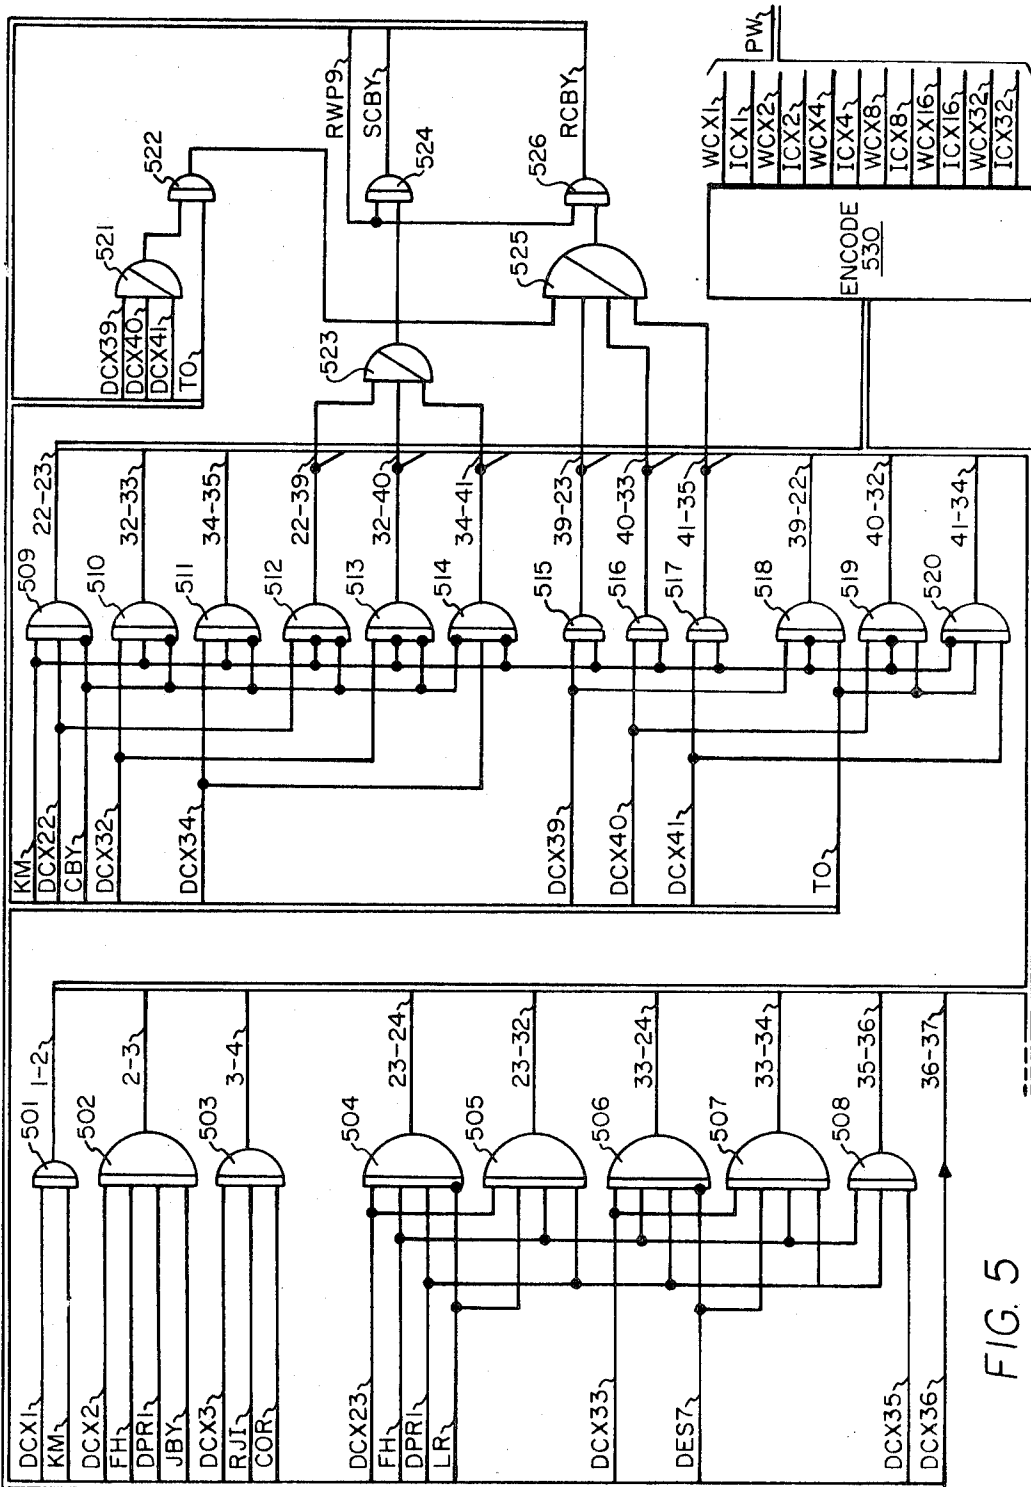 DCX1
KM
DCX2
FH
DPR1
JBY
DCX3
RJI
COR
DCX23
FH
DPR1
LR
DCX33
DES7
DCX35
DCX36
501
502
503
504
505
506
507
508
1-2
2-3
3-4
23-24
23-32
33-24
33-34
35-36
36-37
KM
DCX22
CBY
DCX32
DCX34
DCX39
DCX40
DCX41
TO
509
510
511
512
513
514
515
516
517
518
519
520
22-23
32-33
34-35
22-39
32-40
34-41
39-23
40-33
41-35
39-22
40-32
41-34
DCX39
DCX40
DCX41
TO
521
522
523
524
525
526
RWP9
SCBY
RCBY
ENCODE
530
WCX1
ICX1
WCX2
ICX2
WCX4
ICX4
WCX8
ICX8
WCX16
ICX16
WCX32
ICX32
PW
FIG. 5